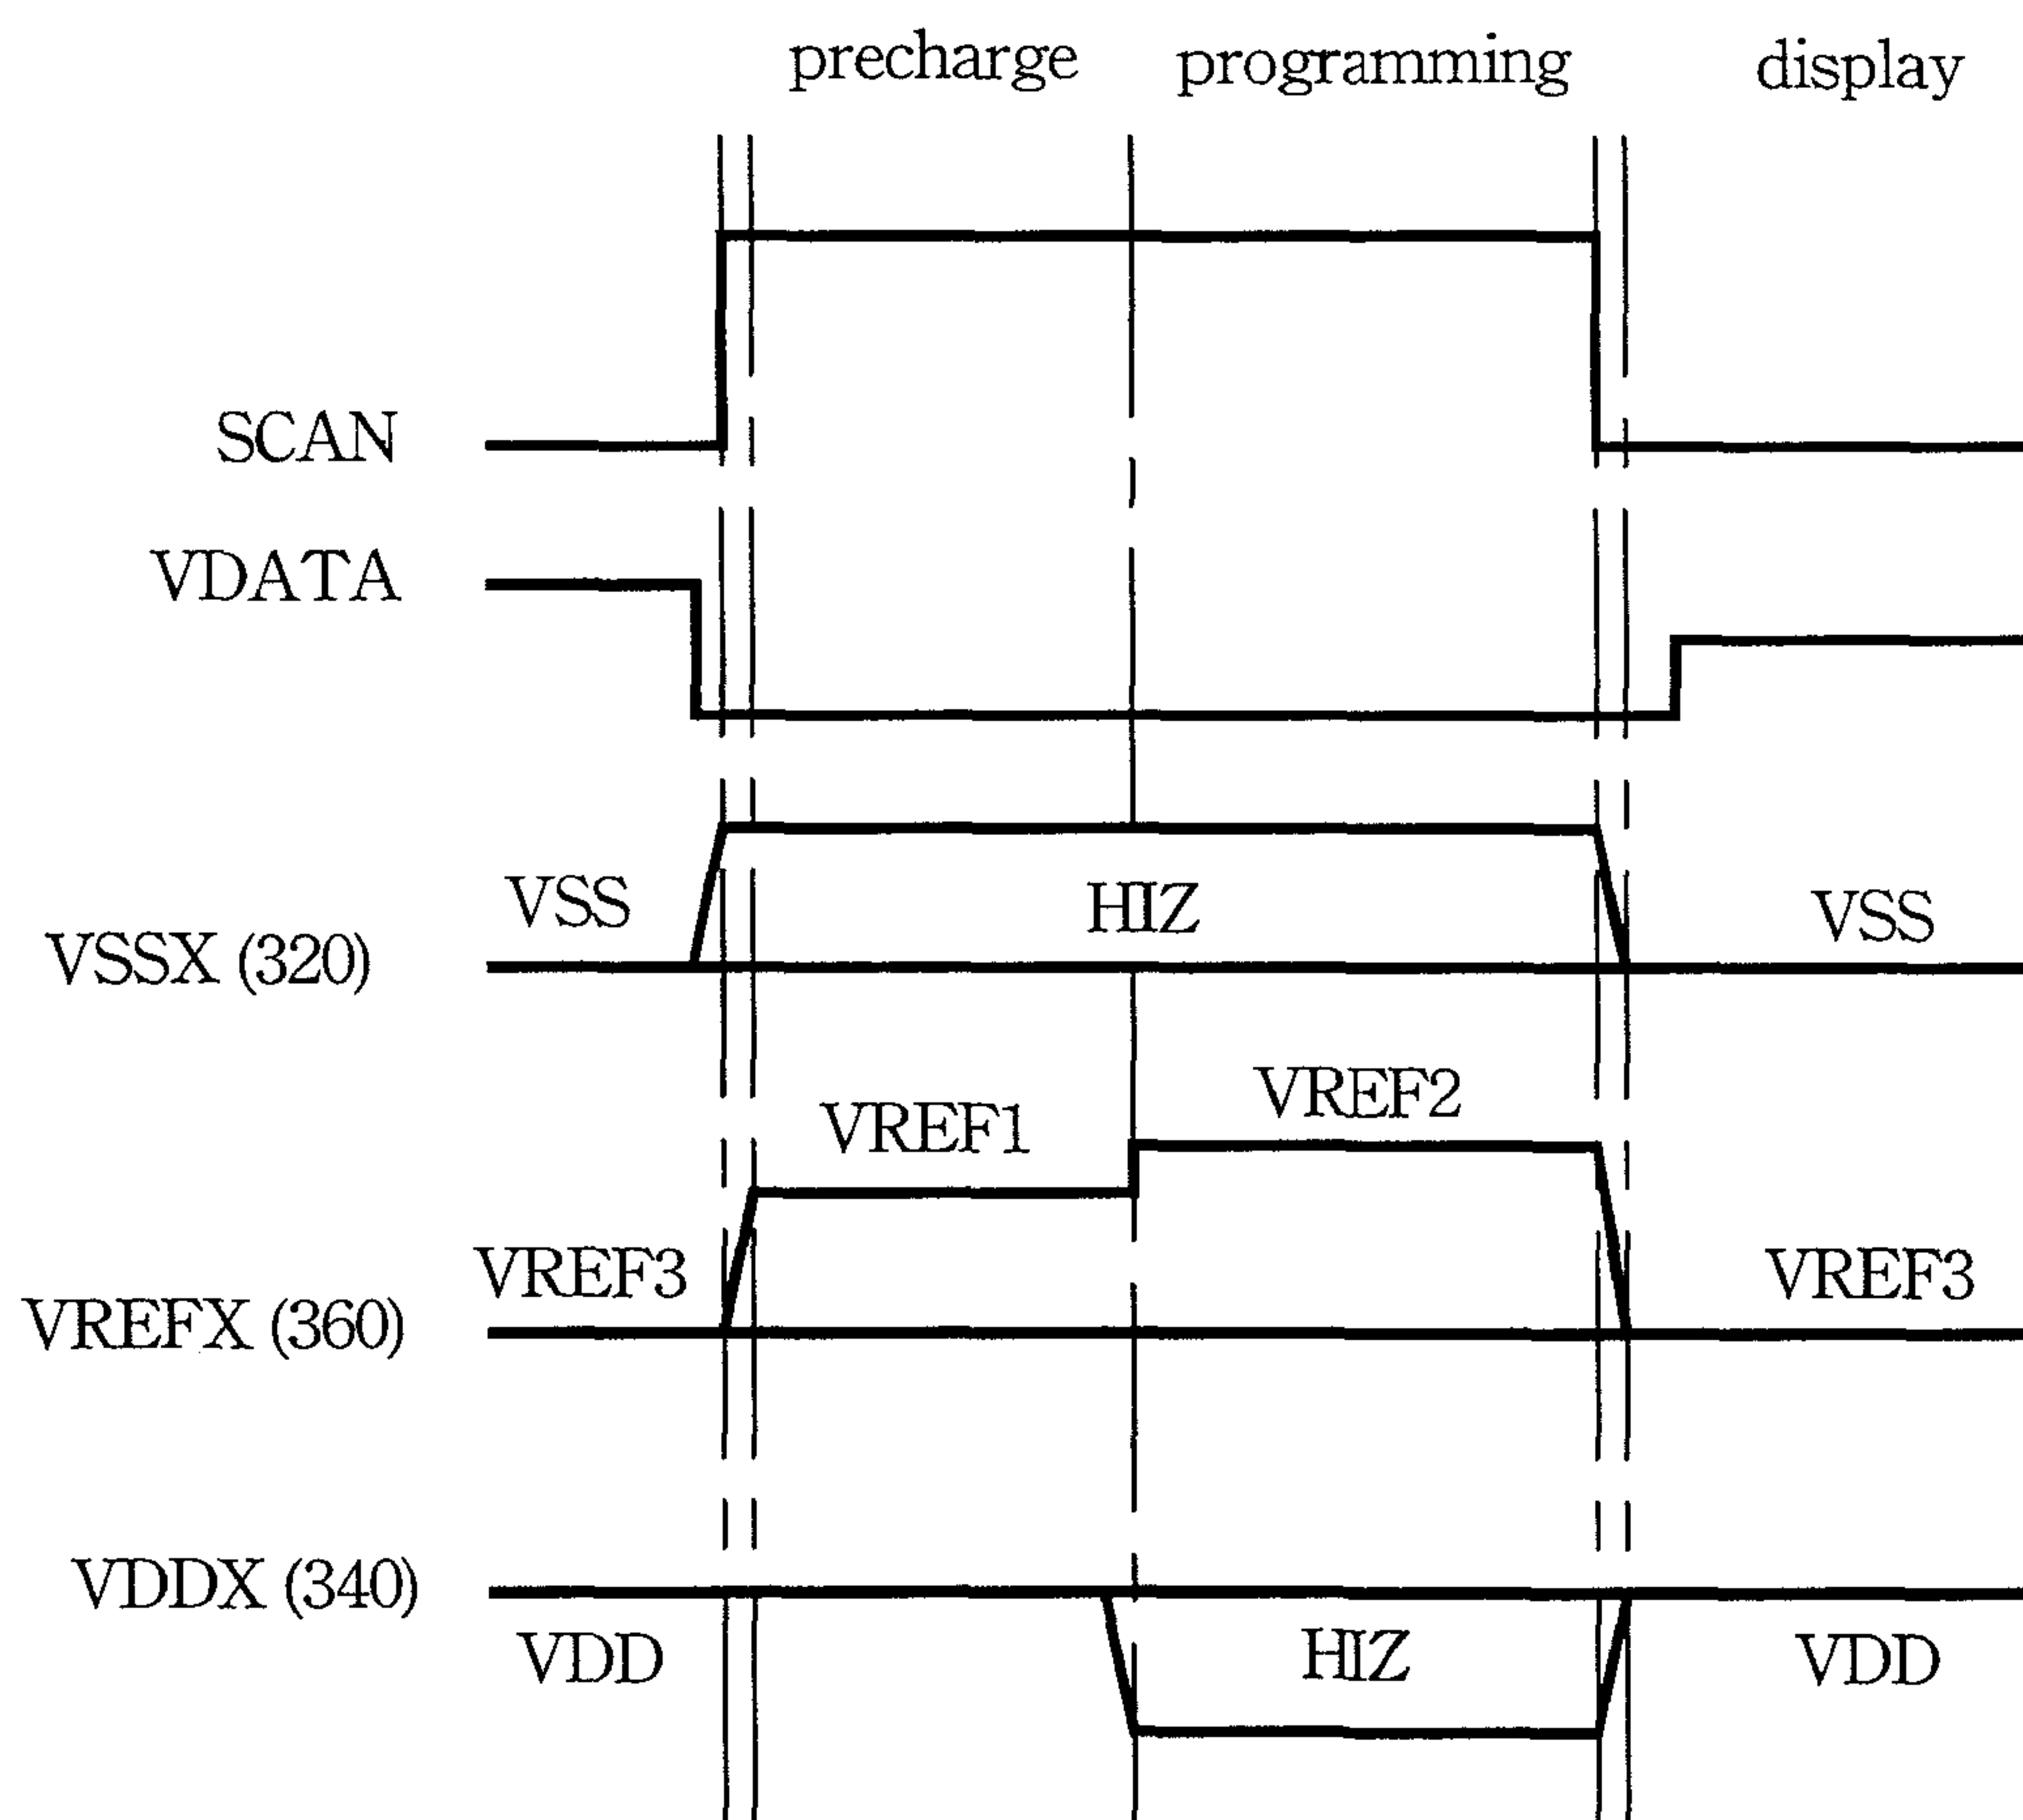 precharge programming display
SCAN
VDATA
VSS HIZ VSS
VSSX (320)
VREF1 VREF2
VREF3 VREF3
VREFX (360)
VDDX (340)
VDD HIZ VDD